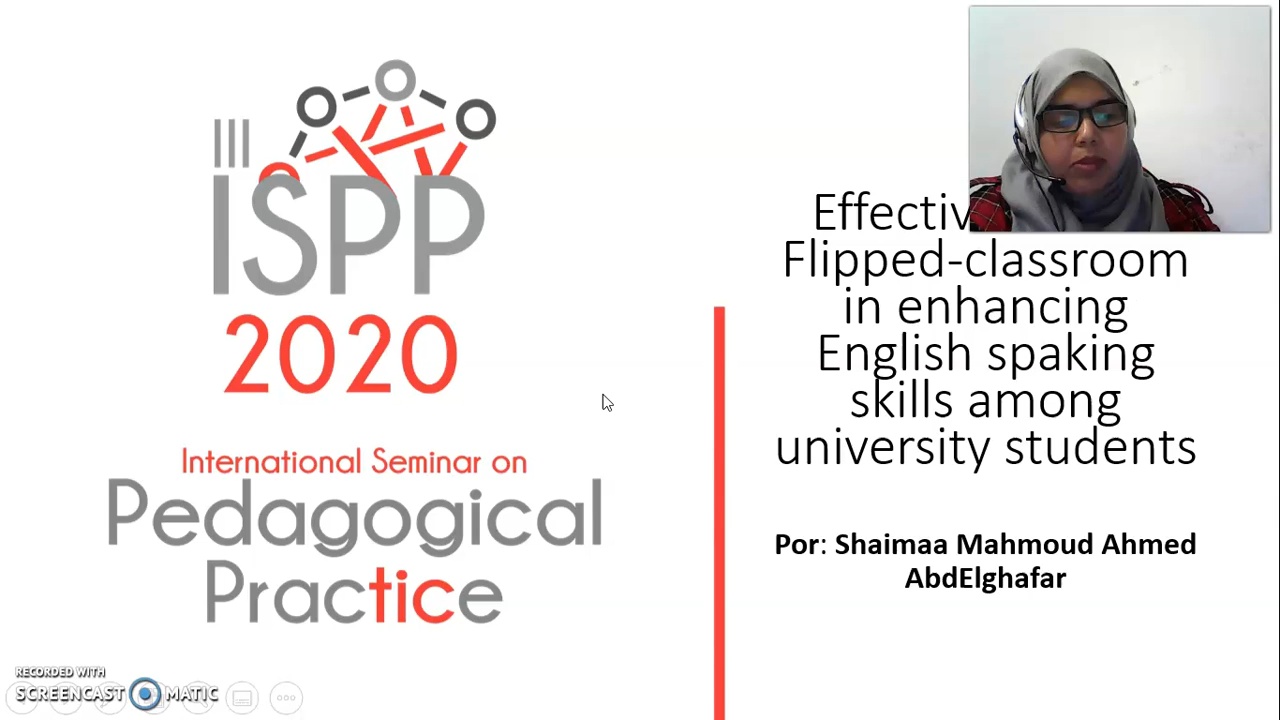 III
ISPP
2020
International Seminar on
Pedagogical
Practice
Flipped-classroom
in enhancing
English spaking
skills among
university students
Por: Shaimaa Mahmoud Ahmed
AbdElghafar
RECORDED WITH
SCREENCAST MATIC